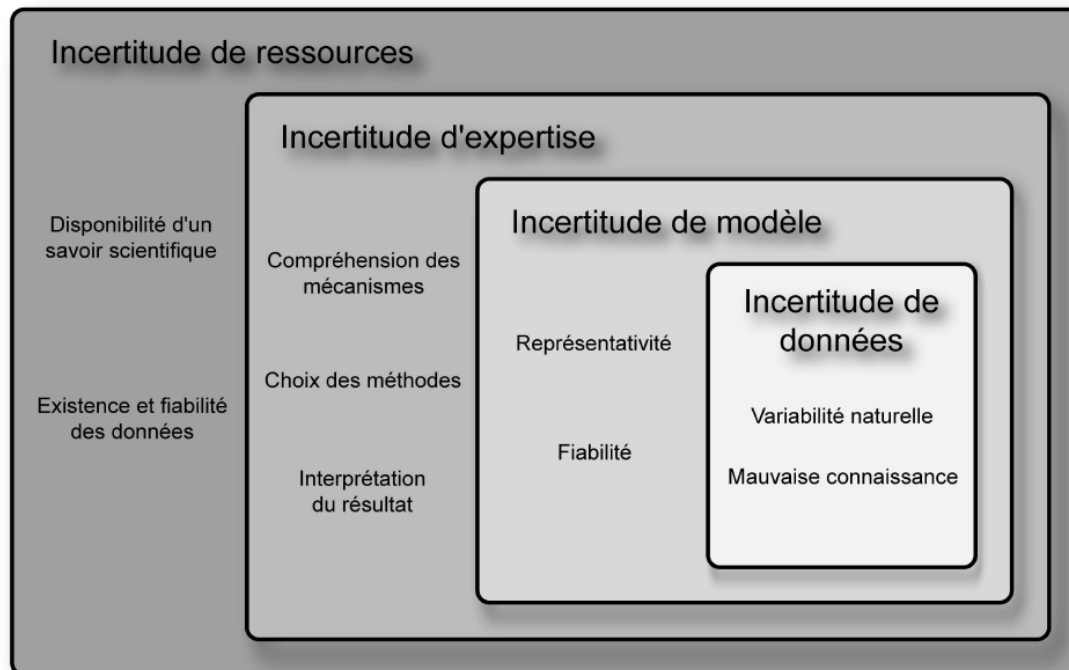 Incertitude de ressources
Disponibilité d'un
savoir scientifique
Existence et fiabilité
des données
Incertitude d'expertise
Compréhension des
mécanismes
Choix des méthodes
Interprétation
du résultat
Incertitude de modèle
Représentativité
Fiabilité
Incertitude de
données
Variabilité naturelle
Mauvaise connaissance